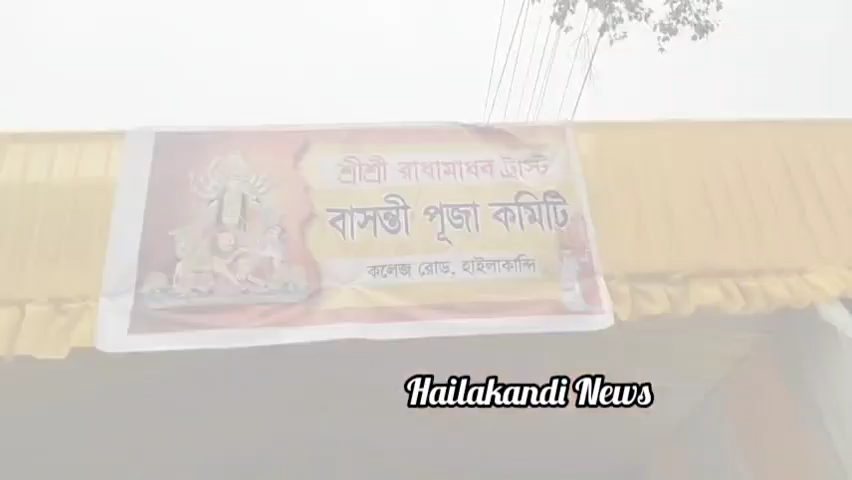 শ্রীশ্রী রাধামাধব ট্রাস্ট
বাসন্তী পূজা কমিটি
কলেজ রোড, হাইলাকান্দি
Hailakandi News